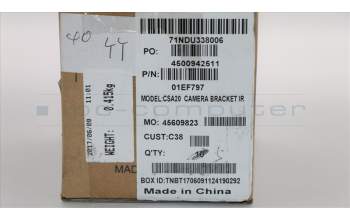 40 44
71NDU338006
PO:
4500942511
P/N:
01EF797
MODEL:CSA20 CAMERA BRACKET IR
MO: 45609823
CUST:C38
Q'TY:
BOX ID:TNBT1706091124190292
Made in China
2017/06/09 11:01
WEIGHT: 0.415kg
MAD